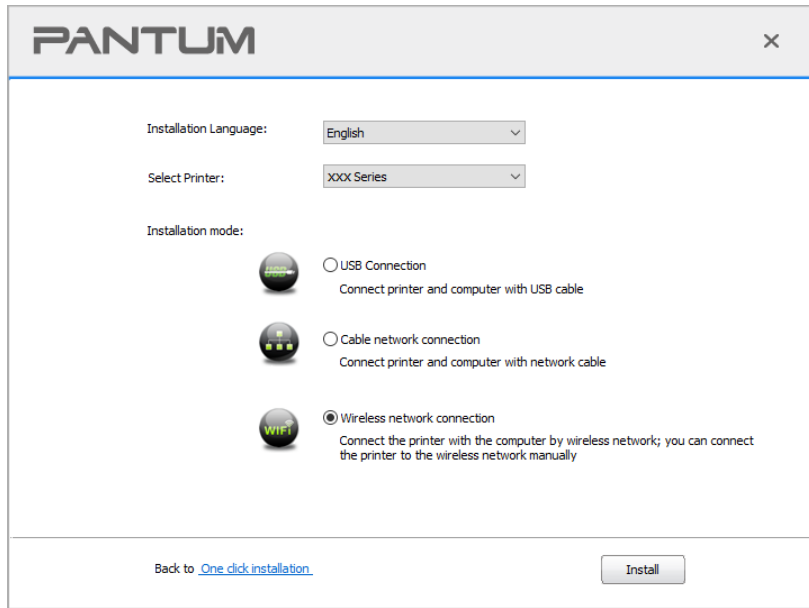 PANTUM
Installation Language:
English
Select Printer:
XXX Series
Installation mode:
USB
USB Connection
Connect printer and computer with USB cable
Cable network connection
Connect printer and computer with network cable
WiFi
Wireless network connection
Connect the printer with the computer by wireless network; you can connect
the printer to the wireless network manually
Back to One click installation
Install